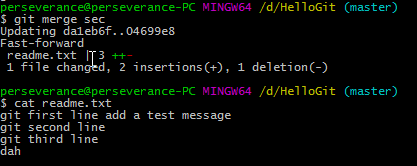 perseverance@perseverance-PC MINGW64 /d/HelloGit (master)
$ git merge sec
Updating da1eb6f..04699e8
Fast-forward
 readme.txt | 3 ++-
 1 file changed, 2 insertions(+), 1 deletion(-)

perseverance@perseverance-PC MINGW64 /d/HelloGit (master)
$ cat readme.txt
git first line add a test message
git second line
git third line
dah